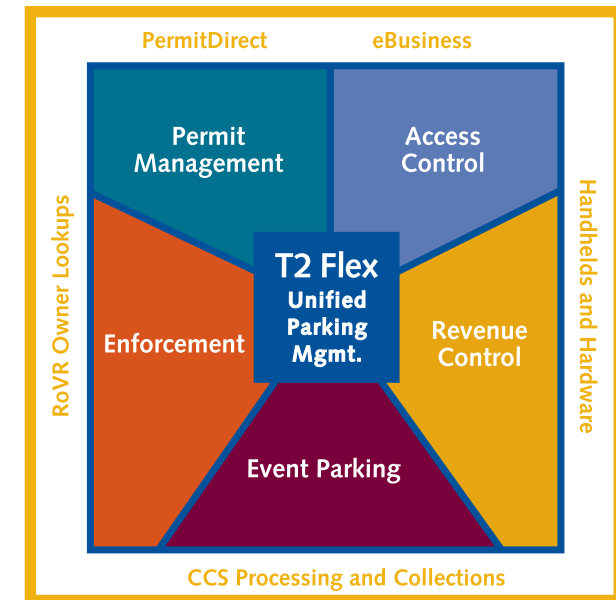 PermitDirect
eBusiness
Permit
Management
Access
Control
RoVR Owner Lookups
Handhelds and Hardware
T2 Flex
Unified
Parking
Mgmt.
Enforcement
Revenue
Control
Event Parking
CCS Processing and Collections